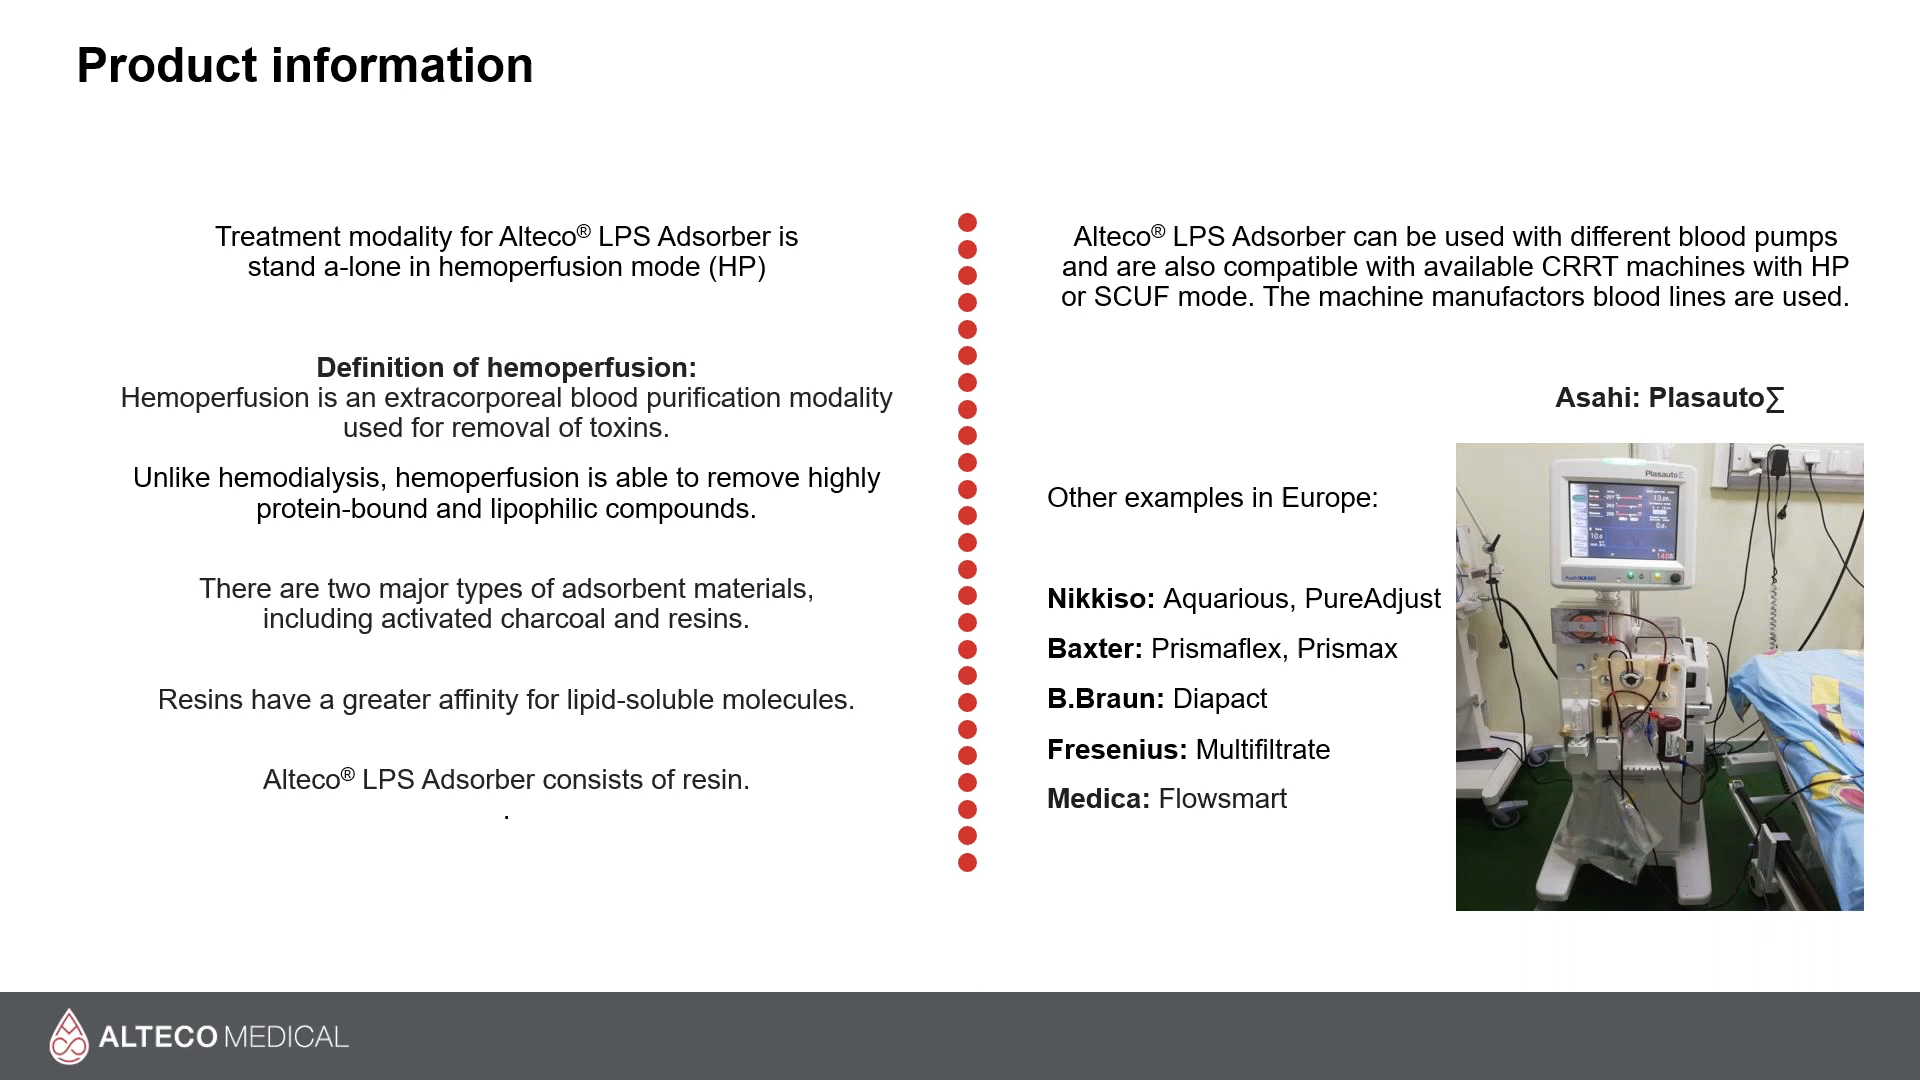 Product information
Treatment modality for Alteco® LPS Adsorber is
stand a-lone in hemoperfusion mode (HP)
Definition of hemoperfusion:
Hemoperfusion is an extracorporeal blood purification modality
used for removal of toxins.
Unlike hemodialysis, hemoperfusion is able to remove highly
protein-bound and lipophilic compounds.
There are two major types of adsorbent materials,
including activated charcoal and resins.
Resins have a greater affinity for lipid-soluble molecules.
Alteco® LPS Adsorber consists of resin.
.
Alteco® LPS Adsorber can be used with different blood pumps
and are also compatible with available CRRT machines with HP
or SCUF mode. The machine manufactors blood lines are used.
Asahi: Plasauto∑
Other examples in Europe:
Nikkiso: Aquarious, PureAdjust
Baxter: Prismaflex, Prismax
B.Braun: Diapact
Fresenius: Multifiltrate
Medica: Flowsmart
PlasautoΣ
AsahiKASEI
ALTECO MEDICAL